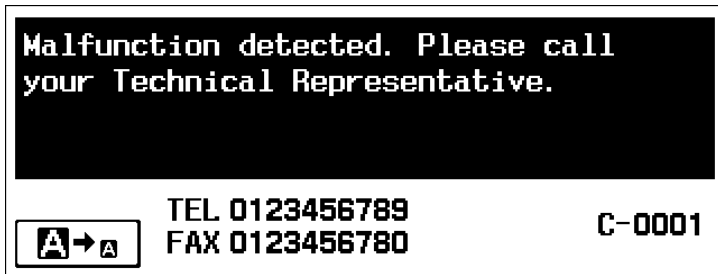 Malfunction detected. Please call
your Technical Representative.
TEL 0123456789
FAX 0123456780
C-0001
A→A